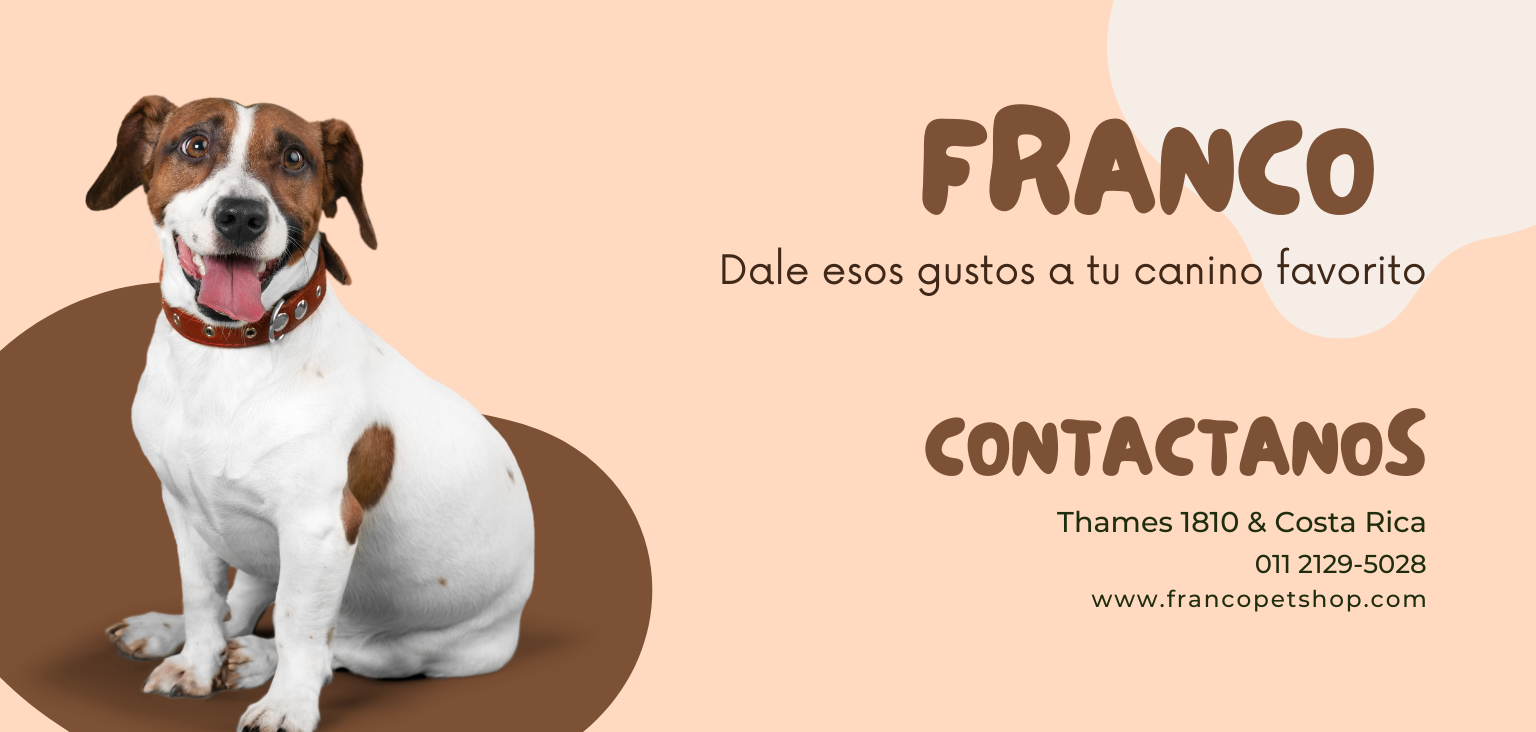 FRANCO
Dale esos gustos a tu canino favorito
CONTACTANOS
Thames 1810 & Costa Rica
011 2129-5028
www.francopetshop.com